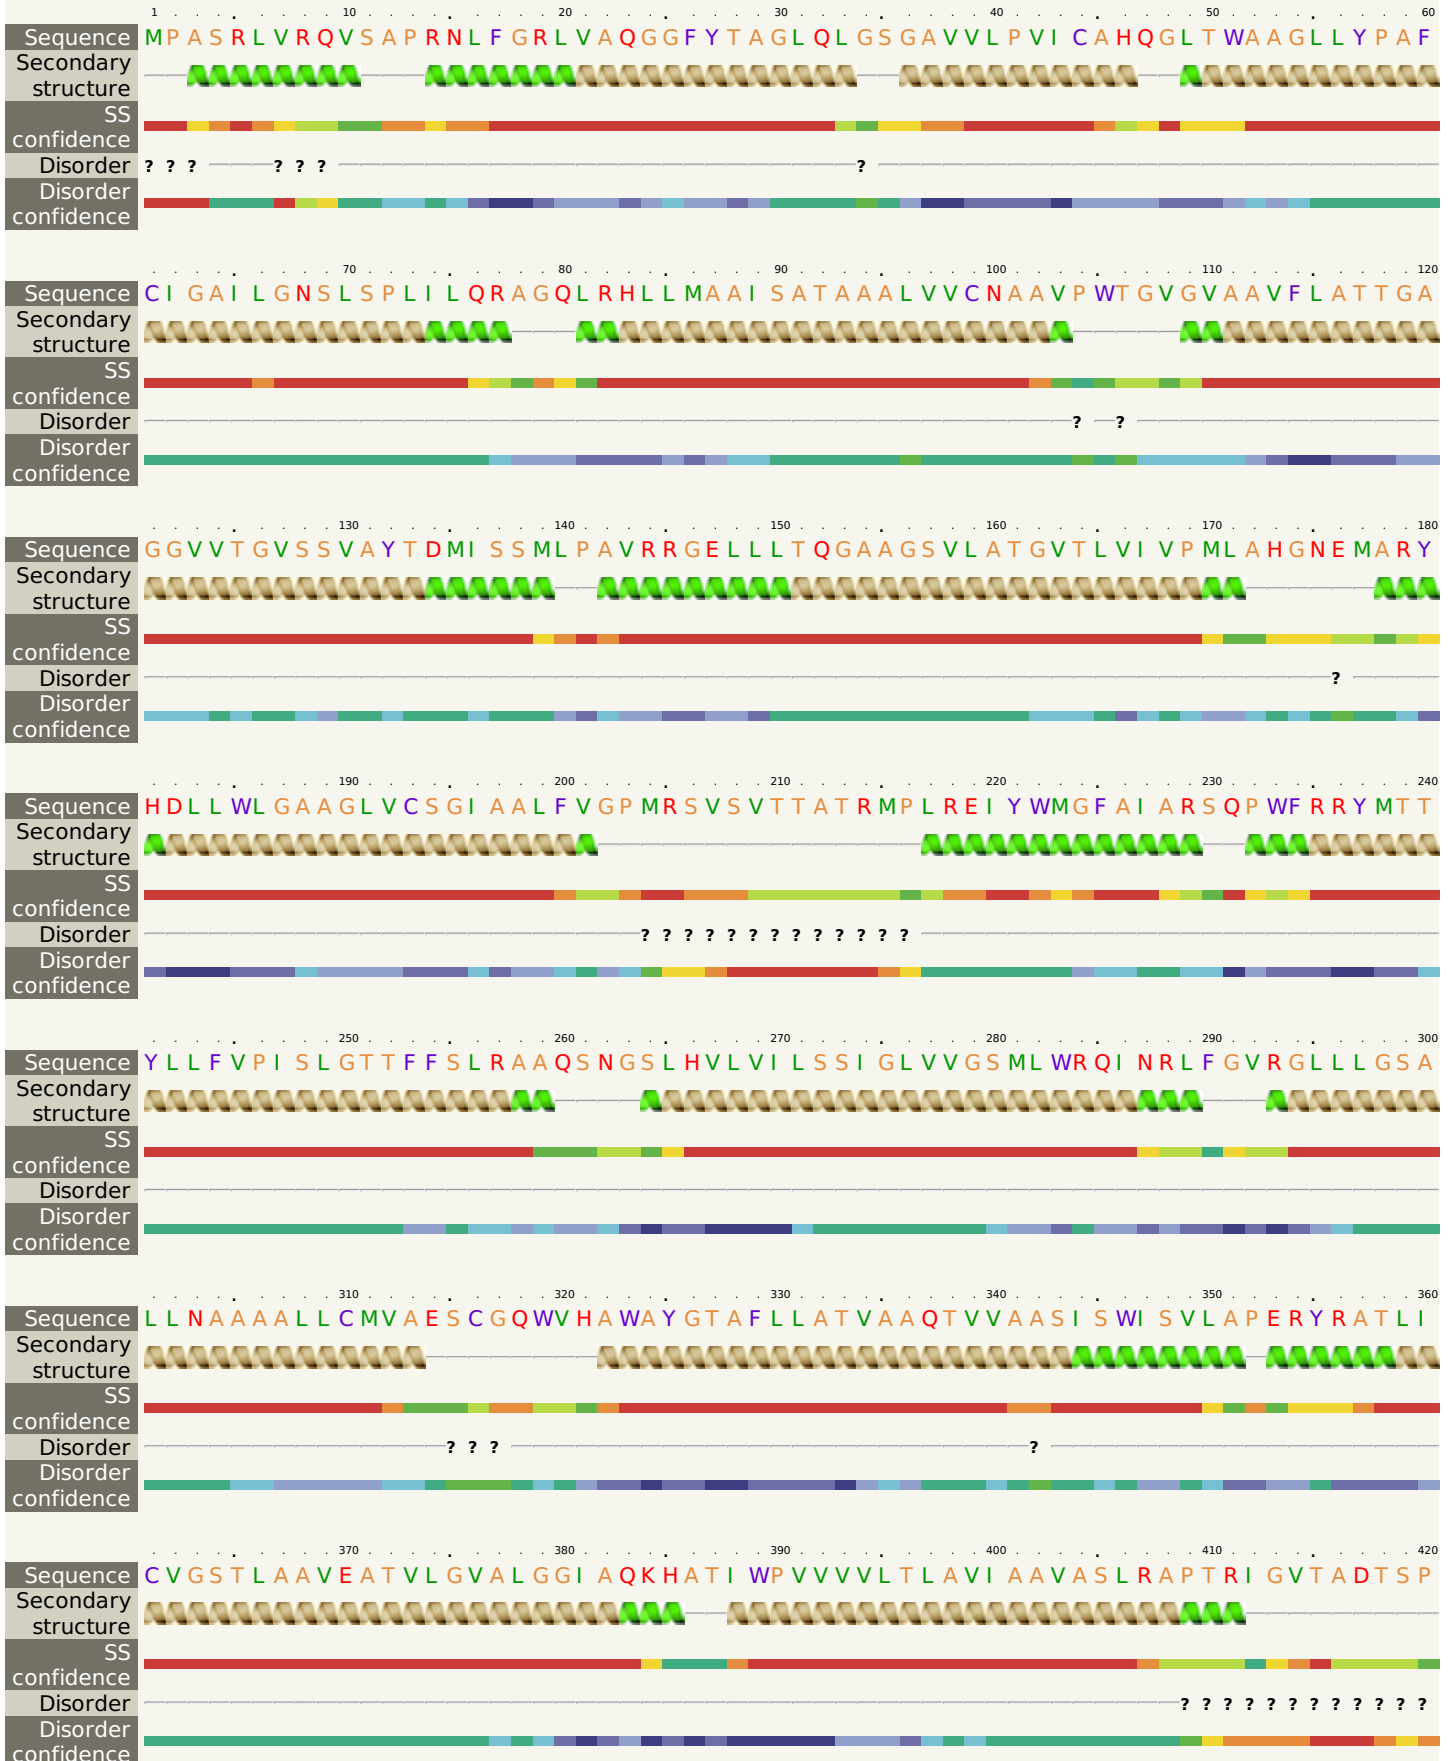 1 10 20 30 40 50 60
Sequence M P A S R L V R Q V S A P R N L F G R L V A Q G G F Y T A G L Q L G S G A V V L P V I C A H Q G L T W A A G L L Y P A F
Secondary
structure
SS
confidence
Disorder ? ? ? ? ? ? ?
Disorder
confidence
70 80 90 100 110 120
Sequence C I G A I L G N S L S P L I L Q R A G Q L R H L L M A A I S A T A A A L V V C N A A V P W T G V G V A A V F L A T T G A
Secondary
structure
SS
confidence
Disorder ? ?
Disorder
confidence
130 140 150 160 170 180
Sequence G G V V T G V S S V A Y T D M I S S M L P A V R R G E L L L T Q G A A G S V L A T G V T L V I V P M L A H G N E M A R Y
Secondary
structure
SS
confidence
Disorder ?
Disorder
confidence
190 200 210 220 230 240
Sequence H D L L W L G A A G L V C S G I A A L F V G P M R S V S V T T A T R M P L R E I Y W M G F A I A R S Q P W F R R Y M T T
Secondary
structure
SS
confidence
Disorder ? ? ? ? ? ? ? ? ? ? ? ? ?
Disorder
confidence
250 260 270 280 290 300
Sequence Y L L F V P I S L G T T F F S L R A A Q S N G S L H V L V I L S S I G L V V G S M L W R Q I N R L F G V R G L L L G S A
Secondary
structure
SS
confidence
Disorder
Disorder
confidence
310 320 330 340 350 360
Sequence L L N A A A A L L C M V A E S C G Q W V H A W A Y G T A F L L A T V A A Q T V V A A S I S W I S V L A P E R Y R A T L I
Secondary
structure
SS
confidence
Disorder ? ? ? ?
Disorder
confidence
370 380 390 400 410 420
Sequence C V G S T L A A V E A T V L G V A L G G I A Q K H A T I W P V V V V L T L A V I A A V A S L R A P T R I G V T A D T S P
Secondary
structure
SS
confidence
Disorder ? ? ? ? ? ? ? ? ? ? ? ?
Disorder
confidence